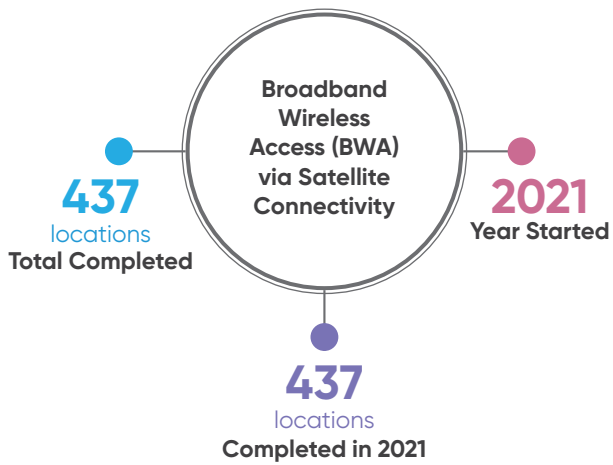 Broadband
Wireless
Access (BWA)
via Satellite
Connectivity
437
locations
Total Completed
2021
Year Started
437
locations
Completed in 2021